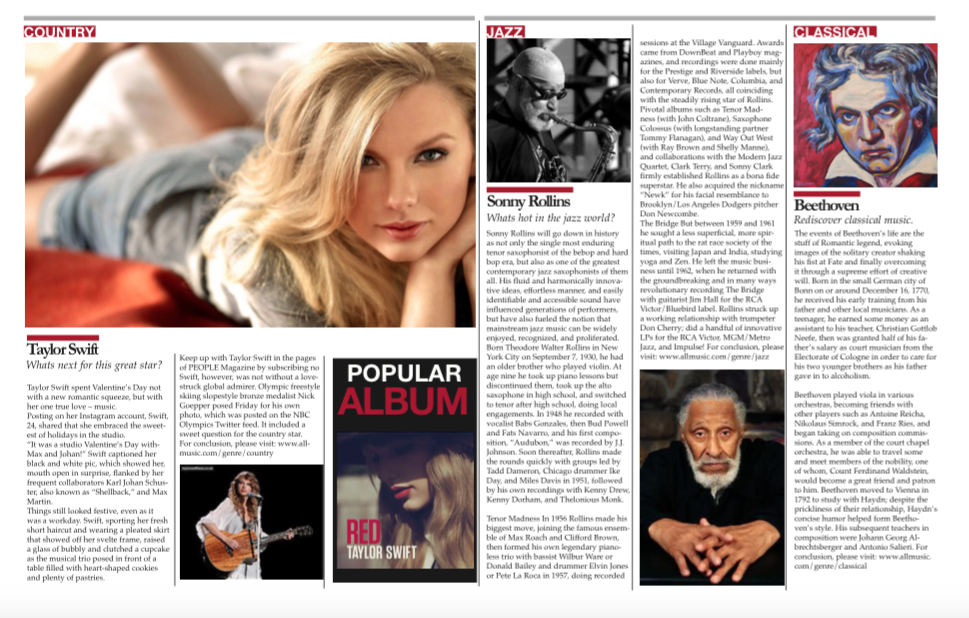 COUNTRY
Taylor Swift
Whats next for this great star?
Taylor Swift spent Valentine's Day not
with a new romantic squeeze, but with
her one true love – music.
Posting on her Instagram account, Swift,
24, shared that she embraced the sweet-
est of holidays in the studio.
"It was a studio Valentine's Day with-
Max and Johan!" Swift captioned her
black and white pic, which showed her,
mouth open in surprise, flanked by her
frequent collaborators Karl Johan Schus-
ter, also known as "Shellback," and Max
Martin.
Things still looked festive, even as it
was a workday. Swift, sporting her fresh
short haircut and wearing a pleated skirt
that showed off her svelte frame, raised
a glass of bubbly and clutched a cupcake
as the musical trio posed in front of a
table filled with heart-shaped cookies
and plenty of pastries.
Keep up with Taylor Swift in the pages
of PEOPLE Magazine by subscribing no
Swift, however, was not without a love-
struck global admirer. Olympic freestyle
skiing slopestyle bronze medalist Nick
Goepper posed Friday for his own
photo, which was posted on the NBC
Olympics Twitter feed. It included a
sweet question for the country star.
For conclusion, please visit: www.all-
music.com/genre/country
POPULAR
ALBUM
RED
TAYLOR SWIFT
JAZZ
Sonny Rollins
Whats hot in the jazz world?
Sonny Rollins will go down in history
as not only the single most enduring
tenor saxophonist of the bebop and hard
bop era, but also as one of the greatest
contemporary jazz saxophonists of them
all. His fluid and harmonically innova-
tive ideas, effortless manner, and easily
identifiable and accessible sound have
influenced generations of performers,
but have also fueled the notion that
mainstream jazz music can be widely
enjoyed, recognized, and proliferated.
Born Theodore Walter Rollins in New
York City on September 7, 1930, he had
an older brother who played violin. At
age nine he took up piano lessons but
discontinued them, took up the alto
saxophone in high school, and switched
to tenor after high school, doing local
engagements. In 1948 he recorded with
vocalist Babs Gonzales, then Bud Powell
and Fats Navarro, and his first compo-
sition, "Audubon," was recorded by J.J.
Johnson. Soon thereafter, Rollins made
the rounds quickly with groups led by
Tadd Dameron, Chicago drummer Ike
Day, and Miles Davis in 1951, followed
by his own recordings with Kenny Drew,
Kenny Dorham, and Thelonious Monk.
Tenor Madness In 1956 Rollins made his
biggest move, joining the famous ensem-
ble of Max Roach and Clifford Brown,
then formed his own legendary piano-
less trio with bassist Wilbur Ware or
Donald Bailey and drummer Elvin Jones
or Pete La Roca in 1957, doing recorded
sessions at the Village Vanguard. Awards
came from DownBeat and Playboy mag-
azines, and recordings were done mainly
for the Prestige and Riverside labels, but
also for Verve, Blue Note, Columbia, and
Contemporary Records, all coinciding
with the steadily rising star of Rollins.
Pivotal albums such as Tenor Mad-
ness (with John Coltrane), Saxophone
Colossus (with longstanding partner
Tommy Flanagan), and Way Out West
(with Ray Brown and Shelly Manne),
and collaborations with the Modern Jazz
Quartet, Clark Terry, and Sonny Clark
firmly established Rollins as a bona fide
superstar. He also acquired the nickname
"Newk" for his facial resemblance to
Brooklyn/Los Angeles Dodgers pitcher
Don Newcombe.
The Bridge But between 1959 and 1961
he sought a less superficial, more spir-
itual path to the rat race society of the
times, visiting Japan and India, studying
yoga and Zen. He left the music busi-
ness until 1962, when he returned with
the groundbreaking and in many ways
revolutionary recording The Bridge
with guitarist Jim Hall for the RCA
Victor/Bluebird label. Rollins struck up
a working relationship with trumpeter
Don Cherry; did a handful of innovative
LPs for the RCA Victor, MGM/Metro
Jazz, and Impulse! For conclusion, please
visit: www.allmusic.com/genre/jazz
CLASSICAL
Beethoven
Rediscover classical music.
The events of Beethoven's life are the
stuff of Romantic legend, evoking
images of the solitary creator shaking
his fist at Fate and finally overcoming
it through a supreme effort of creative
will. Born in the small German city of
Bonn on or around December 16, 1770,
he received his early training from his
father and other local musicians. As a
teenager, he earned some money as an
assistant to his teacher, Christian Gottlob
Neefe, then was granted half of his fa-
ther's salary as court musician from the
Electorate of Cologne in order to care for
his two younger brothers as his father
gave in to alcoholism.
Beethoven played viola in various
orchestras, becoming friends with
other players such as Antoine Reicha,
Nikolaus Simrock, and Franz Ries, and
began taking on composition commis-
sions. As a member of the court chapel
orchestra, he was able to travel some
and meet members of the nobility, one
of whom, Count Ferdinand Waldstein,
would become a great friend and patron
to him. Beethoven moved to Vienna in
1792 to study with Haydn; despite the
prickliness of their relationship, Haydn's
concise humor helped form Beetho-
ven's style. His subsequent teachers in
composition were Johann Georg Al-
brechtsberger and Antonio Salieri. For
conclusion, please visit: www.allmusic.
com/genre/classical